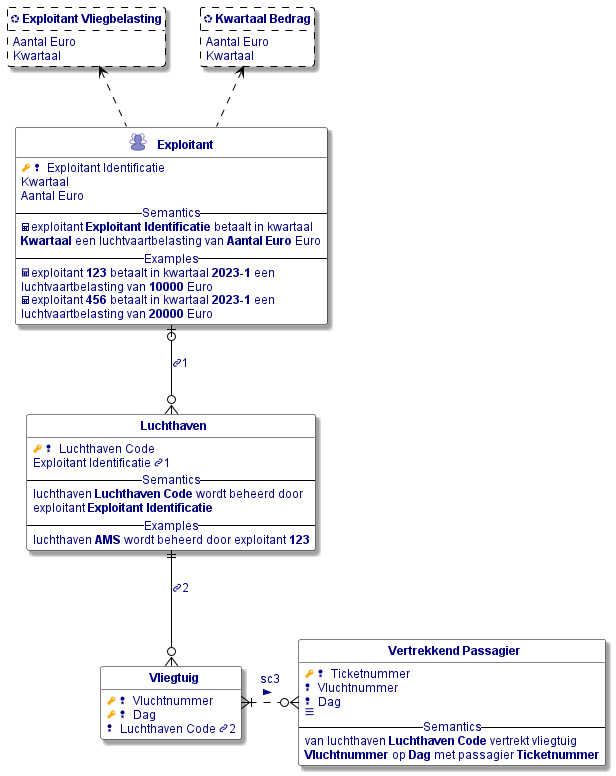 Exploitant Vliegbelasting
Aantal Euro
Kwartaal
Kwartaal Bedrag
Aantal Euro
Kwartaal
Exploitant
Exploitant Identificatie
Kwartaal
Aantal Euro
Semantics
exploitant Exploitant Identificatie betaalt in kwartaal
Kwartaal een luchtvaartbelasting van Aantal Euro Euro
Examples
exploitant 123 betaalt in kwartaal 2023-1 een
luchtvaartbelasting van 10000 Euro
exploitant 456 betaalt in kwartaal 2023-1 een
luchtvaartbelasting van 20000 Euro
1
Luchthaven
Luchthaven Code
Exploitant Identificatie 1
Semantics
luchthaven Luchthaven Code wordt beheerd door
exploitant Exploitant Identificatie
Examples
luchthaven AMS wordt beheerd door exploitant 123
2
Vliegtuig
Vluchtnummer
Dag
Luchthaven Code 2
sc3
Vertrekkend Passagier
Ticketnummer
Vluchtnummer
Dag
Semantics
van luchthaven Luchthaven Code vertrekt vliegtuig
Vluchtnummer op Dag met passagier Ticketnummer